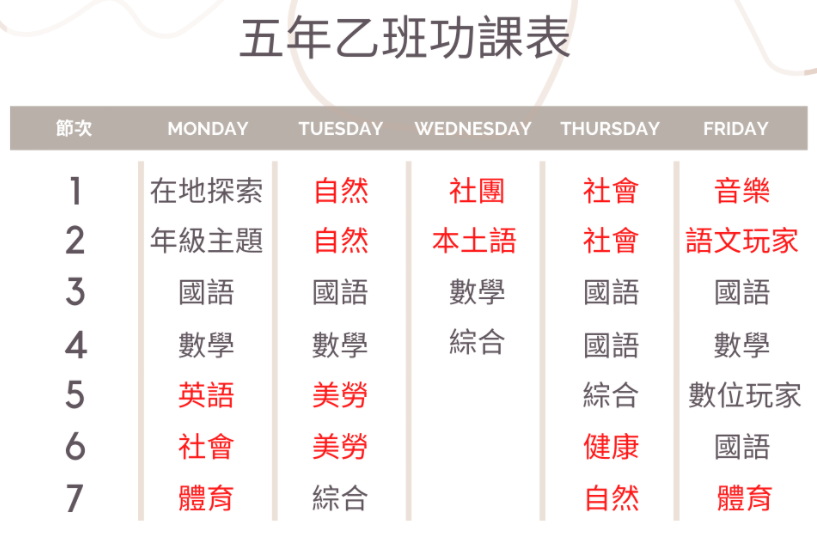 五年乙班功課表
節次 MONDAY TUESDAY WEDNESDAY THURSDAY FRIDAY
1 在地探索 自然 社團 社會 音樂
2 年級主題 自然 本土語 社會 語文玩家
3 國語 國語 數學 國語 國語
4 數學 數學 綜合 國語 數學
5 英語 美勞 綜合 數位玩家
6 社會 美勞 健康 國語
7 體育 綜合 自然 體育